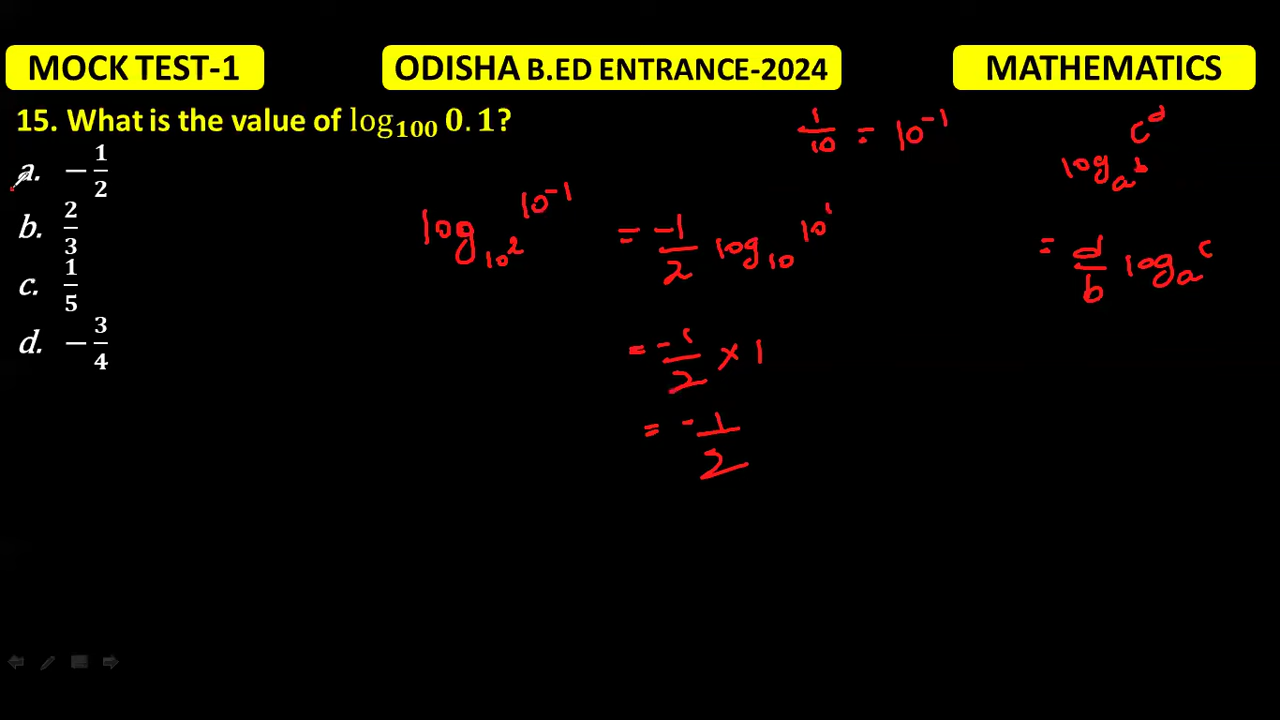 MOCK TEST-1
ODISHA B.ED ENTRANCE-2024
MATHEMATICS
15. What is the value of log₁₀₀ 0.1?
a. −1/2
b. 2/3
c. 1/5
d. −3/4
1/10 = 10⁻¹
log_{a^b} c^d
= d/b log_a c
log_{10²} 10⁻¹ = -1/2 log₁₀ 10¹
= -1/2 × 1
= -1/2